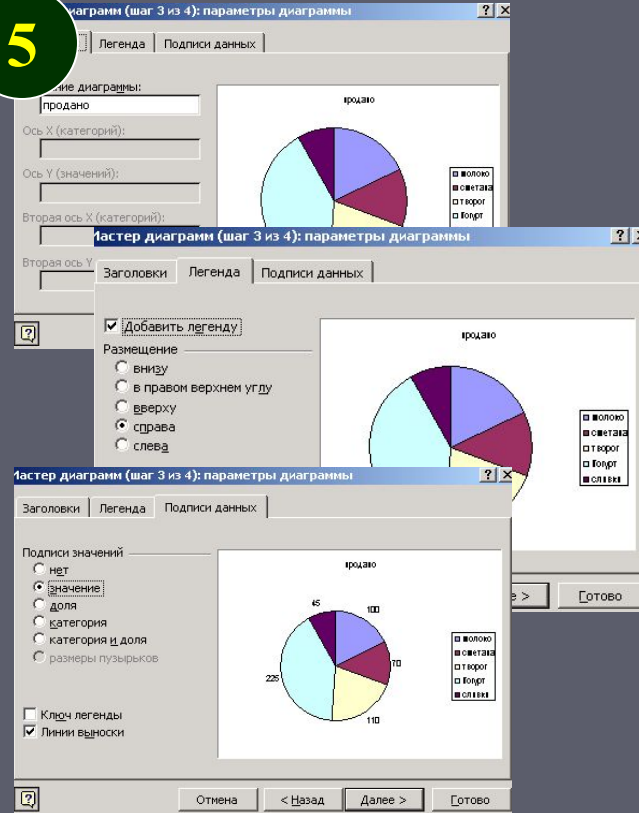 5
иаграмм (шаг 3 из 4): параметры диаграммы
Легенда Подписи данных
ние диаграммы:
продано
Ось X (категорий):
Ось Y (значений):
Вторая ось X (категорий):
Вторая ось Y
продано
молоко
сметана
творог
йогурт
Мастер диаграмм (шаг 3 из 4): параметры диаграммы
Заголовки Легенда Подписи данных
Добавить легенду
Размещение
внизу
в правом верхнем углу
вверху
справа
слева
продано
молоко
сметана
творог
йогурт
сливки
е >
Готово
Мастер диаграмм (шаг 3 из 4): параметры диаграммы
Заголовки Легенда Подписи данных
Подписи значений
нет
значение
доля
категория
категория и доля
размеры пузырьков
Ключ легенды
Линии выноски
продано
45
100
70
225
110
молоко
сметана
творог
йогурт
сливки
Отмена < Назад Далее > Готово